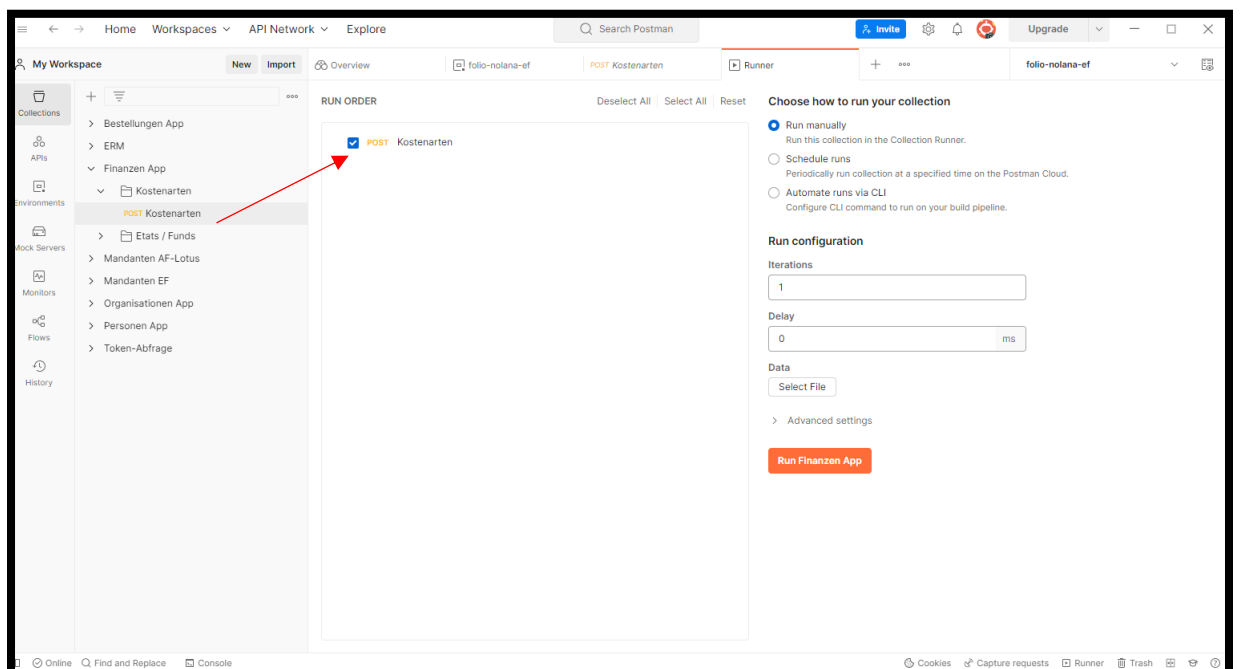 Home Workspaces API Network Explore Search Postman Invite Upgrade
My Workspace New Import Overview folio-nolana-ef POST Kostenarten Runner folio-nolana-ef
Collections
APIs
Environments
Mock Servers
Monitors
Flows
History
Bestellungen App
ERM
Finanzen App
Kostenarten
POST Kostenarten
Etats / Funds
Mandanten AF-Lotus
Mandanten EF
Organisationen App
Personen App
Token-Abfrage
RUN ORDER Deselect All Select All Reset
POST Kostenarten
Choose how to run your collection
Run manually
Run this collection in the Collection Runner.
Schedule runs
Periodically run collection at a specified time on the Postman Cloud.
Automate runs via CLI
Configure CLI command to run on your build pipeline.
Run configuration
Iterations
1
Delay
0 ms
Data
Select File
Advanced settings
Run Finanzen App
Online Find and Replace Console Cookies Capture requests Runner Trash